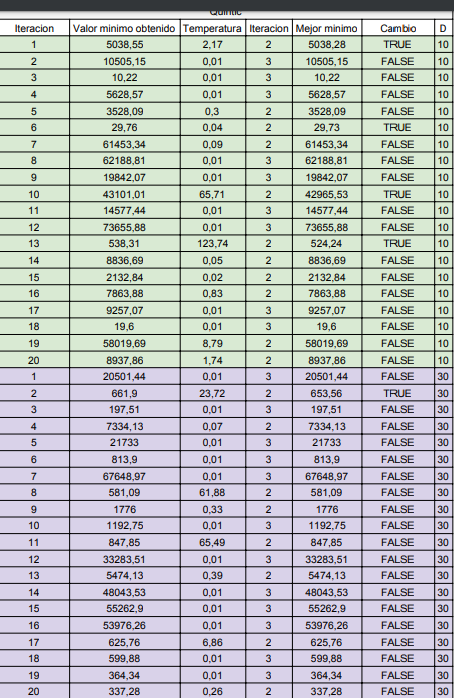 Quintic
Iteracion Valor minimo obtenido Temperatura Iteracion Mejor minimo Cambio D
1 5038,55 2,17 2 5038,28 TRUE 10
2 10505,15 0,01 3 10505,15 FALSE 10
3 10,22 0,01 3 10,22 FALSE 10
4 5628,57 0,01 3 5628,57 FALSE 10
5 3528,09 0,3 2 3528,09 FALSE 10
6 29,76 0,04 2 29,73 TRUE 10
7 61453,34 0,09 2 61453,34 FALSE 10
8 62188,81 0,01 3 62188,81 FALSE 10
9 19842,07 0,01 3 19842,07 FALSE 10
10 43101,01 65,71 2 42965,53 TRUE 10
11 14577,44 0,01 3 14577,44 FALSE 10
12 73655,88 0,01 3 73655,88 FALSE 10
13 538,31 123,74 2 524,24 TRUE 10
14 8836,69 0,05 2 8836,69 FALSE 10
15 2132,84 0,02 2 2132,84 FALSE 10
16 7863,88 0,83 2 7863,88 FALSE 10
17 9257,07 0,01 3 9257,07 FALSE 10
18 19,6 0,01 3 19,6 FALSE 10
19 58019,69 8,79 2 58019,69 FALSE 10
20 8937,86 1,74 2 8937,86 FALSE 10
1 20501,44 0,01 3 20501,44 FALSE 30
2 661,9 23,72 2 653,56 TRUE 30
3 197,51 0,01 3 197,51 FALSE 30
4 7334,13 0,07 2 7334,13 FALSE 30
5 21733 0,01 3 21733 FALSE 30
6 813,9 0,01 3 813,9 FALSE 30
7 67648,97 0,01 3 67648,97 FALSE 30
8 581,09 61,88 2 581,09 FALSE 30
9 1776 0,33 2 1776 FALSE 30
10 1192,75 0,01 3 1192,75 FALSE 30
11 847,85 65,49 2 847,85 FALSE 30
12 33283,51 0,01 3 33283,51 FALSE 30
13 5474,13 0,39 2 5474,13 FALSE 30
14 48043,53 0,01 3 48043,53 FALSE 30
15 55262,9 0,01 3 55262,9 FALSE 30
16 53976,26 0,01 3 53976,26 FALSE 30
17 625,76 6,86 2 625,76 FALSE 30
18 599,88 0,01 3 599,88 FALSE 30
19 364,34 0,01 3 364,34 FALSE 30
20 337,28 0,26 2 337,28 FALSE 30